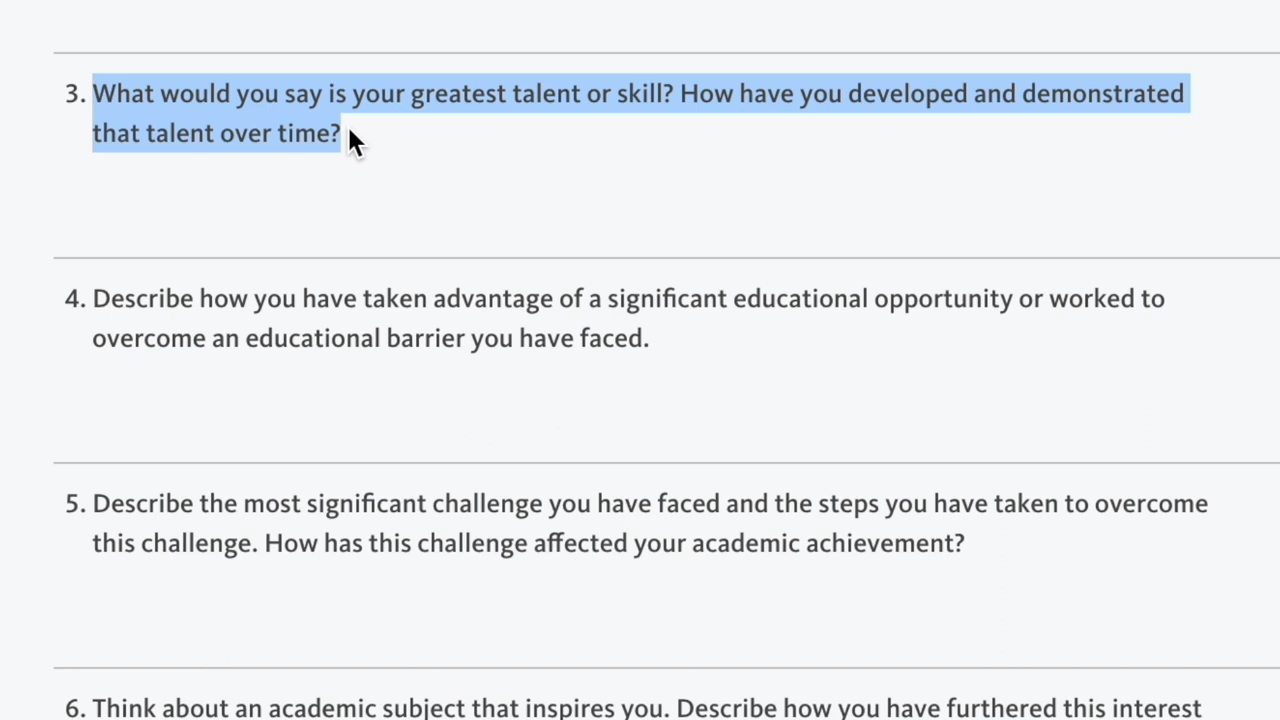 3. What would you say is your greatest talent or skill? How have you developed and demonstrated
that talent over time?
4. Describe how you have taken advantage of a significant educational opportunity or worked to
overcome an educational barrier you have faced.
5. Describe the most significant challenge you have faced and the steps you have taken to overcome
this challenge. How has this challenge affected your academic achievement?
6. Think about an academic subject that inspires you. Describe how you have furthered this interest